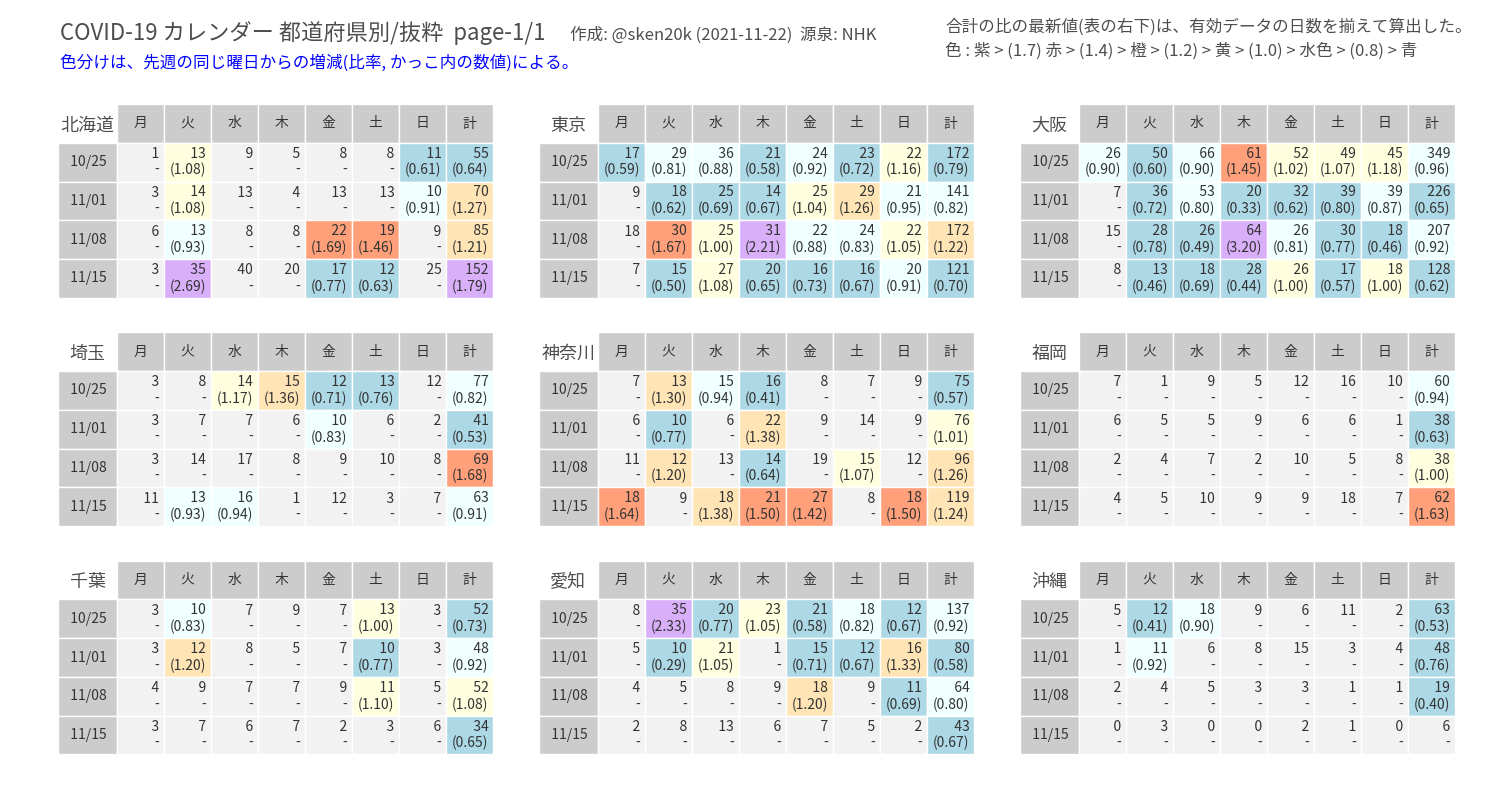 COVID-19 カレンダー 都道府県別/抜粋 page-1/1 作成: @sken20k (2021-11-22) 源泉: NHK
合計の比の最新値(表の右下)は、有効データの日数を揃えて算出した。
色分けは、先週の同じ曜日からの増減(比率, かっこ内の数値)による。
色 : 紫 > (1.7) 赤 > (1.4) > 橙 > (1.2) > 黄 > (1.0) > 水色 > (0.8) > 青
北海道 月 火 水 木 金 土 日 計
10/25 1 13 9 5 8 8 11 55
- (1.08) - - - - (0.61) (0.64)
11/01 3 14 13 4 13 13 10 70
- (1.08) - - - - (0.91) (1.27)
11/08 6 13 8 8 22 19 9 85
- (0.93) - - (1.69) (1.46) - (1.21)
11/15 3 35 40 20 17 12 25 152
- (2.69) - - (0.77) (0.63) - (1.79)
東京 月 火 水 木 金 土 日 計
10/25 17 29 36 21 24 23 22 172
(0.59) (0.81) (0.88) (0.58) (0.92) (0.72) (1.16) (0.79)
11/01 9 18 25 14 25 29 21 141
- (0.62) (0.69) (0.67) (1.04) (1.26) (0.95) (0.82)
11/08 18 30 25 31 22 24 22 172
- (1.67) (1.00) (2.21) (0.88) (0.83) (1.05) (1.22)
11/15 7 15 27 20 16 16 20 121
- (0.50) (1.08) (0.65) (0.73) (0.67) (0.91) (0.70)
大阪 月 火 水 木 金 土 日 計
10/25 26 50 66 61 52 49 45 349
(0.90) (0.60) (0.90) (1.45) (1.02) (1.07) (1.18) (0.96)
11/01 7 36 53 20 32 39 39 226
- (0.72) (0.80) (0.33) (0.62) (0.80) (0.87) (0.65)
11/08 15 28 26 64 26 30 18 207
- (0.78) (0.49) (3.20) (0.81) (0.77) (0.46) (0.92)
11/15 8 13 18 28 26 17 18 128
- (0.46) (0.69) (0.44) (1.00) (0.57) (1.00) (0.62)
埼玉 月 火 水 木 金 土 日 計
10/25 3 8 14 15 12 13 12 77
- - (1.17) (1.36) (0.71) (0.76) - (0.82)
11/01 3 7 7 6 10 6 2 41
- - - - (0.83) - - (0.53)
11/08 3 14 17 8 9 10 8 69
- - - - - - - (1.68)
11/15 11 13 16 1 12 3 7 63
- (0.93) (0.94) - - - - (0.91)
神奈川 月 火 水 木 金 土 日 計
10/25 7 13 15 16 8 7 9 75
- (1.30) (0.94) (0.41) - - - (0.57)
11/01 6 10 6 22 9 14 9 76
- (0.77) - (1.38) - - - (1.01)
11/08 11 12 13 14 19 15 12 96
- (1.20) - (0.64) - (1.07) - (1.26)
11/15 18 9 18 21 27 8 18 119
(1.64) - (1.38) (1.50) (1.42) - (1.50) (1.24)
福岡 月 火 水 木 金 土 日 計
10/25 7 1 9 5 12 16 10 60
- - - - - - - (0.94)
11/01 6 5 5 9 6 6 1 38
- - - - - - - (0.63)
11/08 2 4 7 2 10 5 8 38
- - - - - - - (1.00)
11/15 4 5 10 9 9 18 7 62
- - - - - - - (1.63)
千葉 月 火 水 木 金 土 日 計
10/25 3 10 7 9 7 13 3 52
- (0.83) - - - (1.00) - (0.73)
11/01 3 12 8 5 7 10 3 48
- (1.20) - - - (0.77) - (0.92)
11/08 4 9 7 7 9 11 5 52
- - - - - (1.10) - (1.08)
11/15 3 7 6 7 2 3 6 34
- - - - - - - (0.65)
愛知 月 火 水 木 金 土 日 計
10/25 8 35 20 23 21 18 12 137
- (2.33) (0.77) (1.05) (0.58) (0.82) (0.67) (0.92)
11/01 5 10 21 1 15 12 16 80
- (0.29) (1.05) - (0.71) (0.67) (1.33) (0.58)
11/08 4 5 8 9 18 9 11 64
- - - - (1.20) - (0.69) (0.80)
11/15 2 8 13 6 7 5 2 43
- - - - - - - (0.67)
沖縄 月 火 水 木 金 土 日 計
10/25 5 12 18 9 6 11 2 63
- (0.41) (0.90) - - - - (0.53)
11/01 1 11 6 8 15 3 4 48
- (0.92) - - - - - (0.76)
11/08 2 4 5 3 3 1 1 19
- - - - - - - (0.40)
11/15 0 3 0 0 2 1 0 6
- - - - - - - -